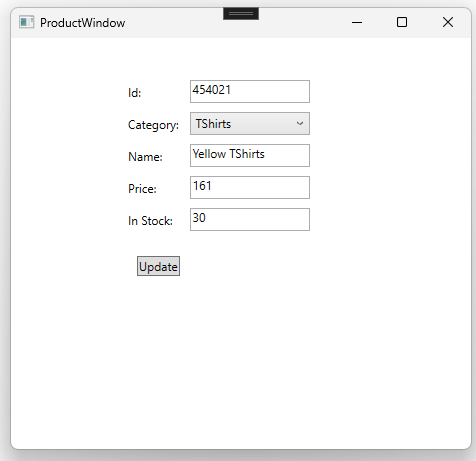 ProductWindow
Id: 454021
Category: TShirts
Name: Yellow TShirts
Price: 161
In Stock: 30
Update